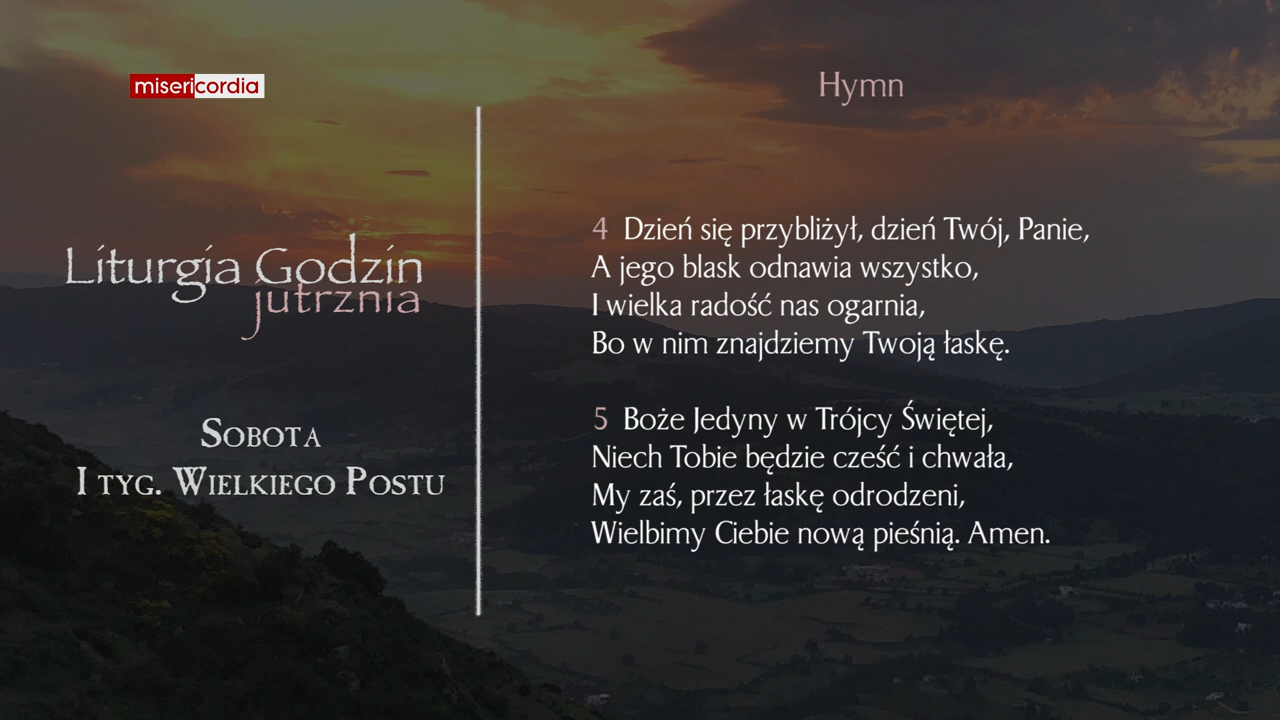 misericordia
Liturgia Godzin
jutrznia
Sobota
I tyg. Wielkiego Postu
Hymn
4 Dzień się przybliżył, dzień Twój, Panie,
A jego blask odnawia wszystko,
I wielka radość nas ogarnia,
Bo w nim znajdziemy Twoją łaskę.
5 Boże Jedyny w Trójcy Świętej,
Niech Tobie będzie cześć i chwała,
My zaś, przez łaskę odrodzeni,
Wielbimy Ciebie nową pieśnią. Amen.